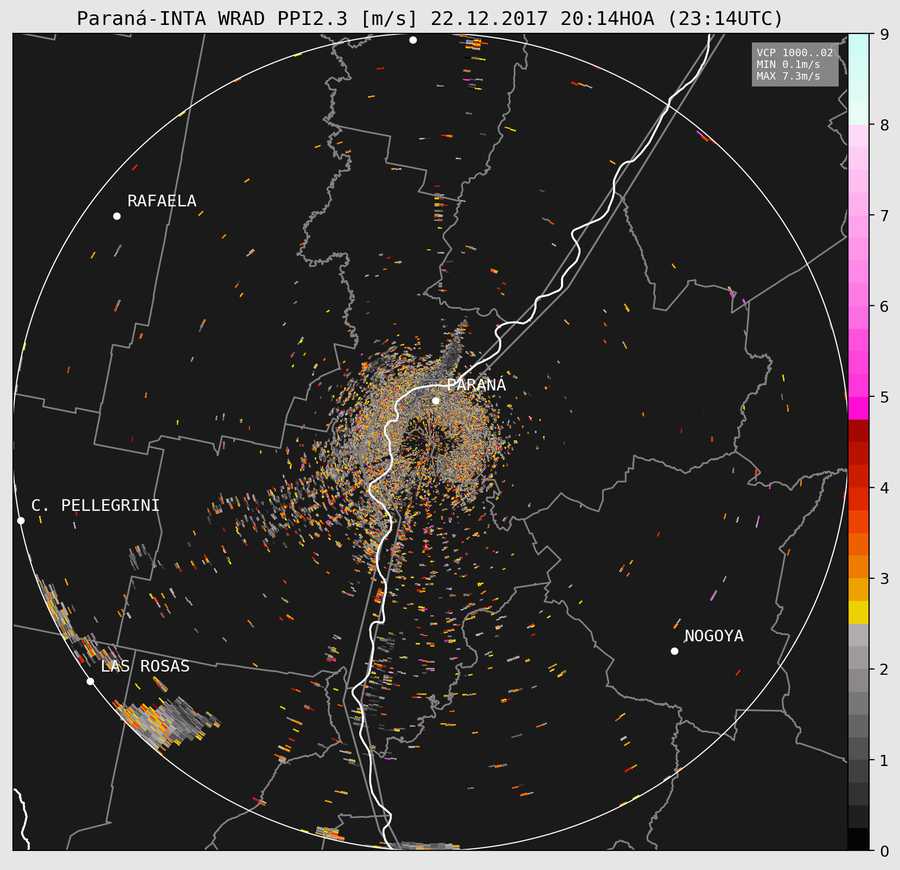 Paraná-INTA WRAD PPI2.3 [m/s] 22.12.2017 20:14HOA (23:14UTC)
VCP 1000..02
MIN 0.1m/s
MAX 7.3m/s
RAFAELA
PARANÁ
C. PELLEGRINI
NOGOYA
LAS ROSAS
9
8
7
6
5
4
3
2
1
0